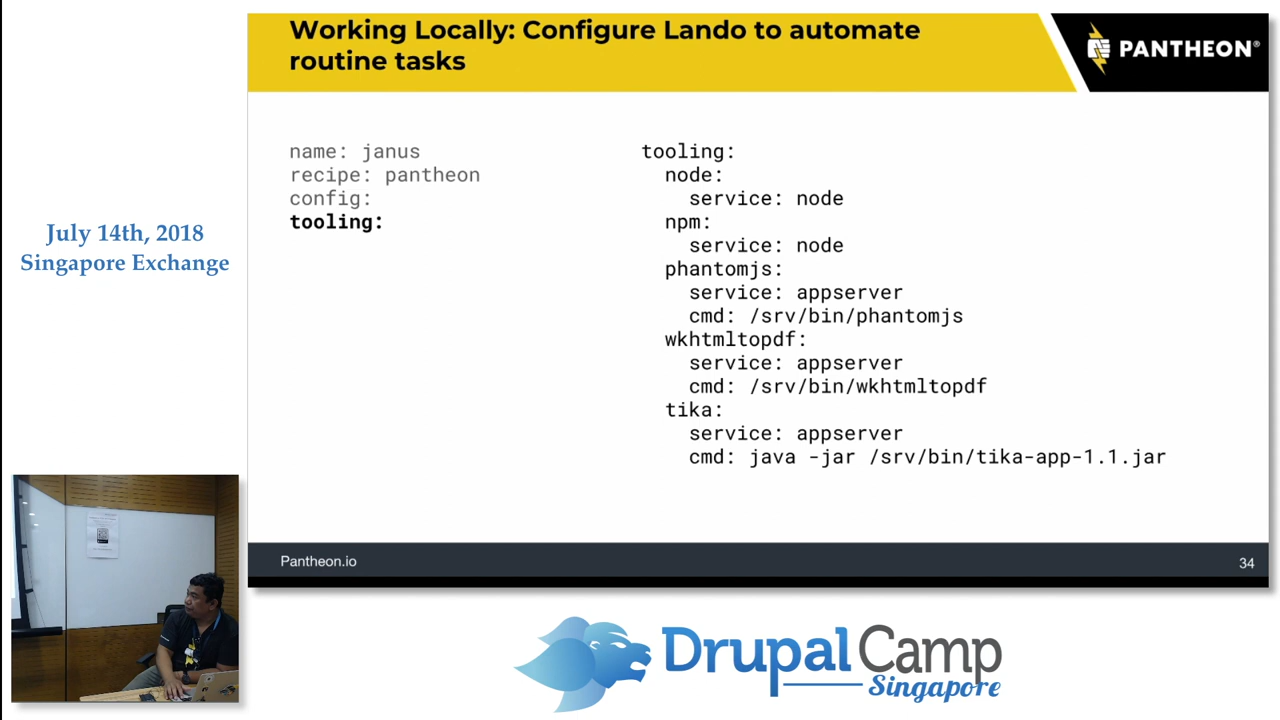 Working Locally: Configure Lando to automate
routine tasks
PANTHEON®
name: janus
recipe: pantheon
config:
tooling:
tooling:
node:
service: node
npm:
service: node
phantomjs:
service: appserver
cmd: /srv/bin/phantomjs
wkhtmltopdf:
service: appserver
cmd: /srv/bin/wkhtmltopdf
tika:
service: appserver
cmd: java -jar /srv/bin/tika-app-1.1.jar
July 14th, 2018
Singapore Exchange
Pantheon.io
34
DrupalCamp
Singapore